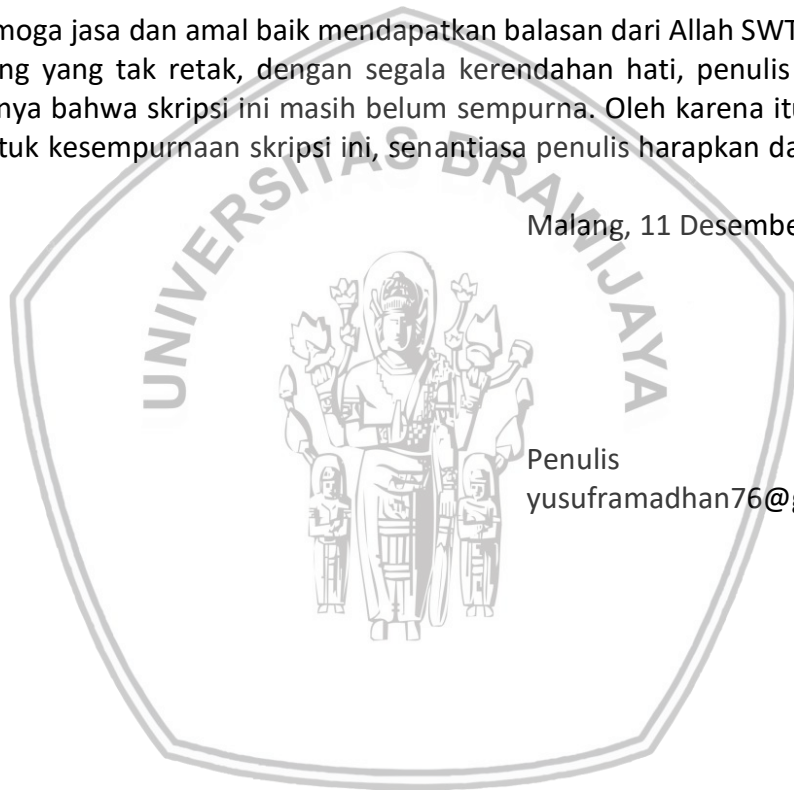 moga jasa dan amal baik mendapatkan balasan dari Allah SWT
ng yang tak retak, dengan segala kerendahan hati, penulis
nya bahwa skripsi ini masih belum sempurna. Oleh karena itu
tuk kesempurnaan skripsi ini, senantiasa penulis harapkan da
UNIVERSITAS BRAWIJAYA
Malang, 11 Desembe
Penulis
yusuframadhan76@g